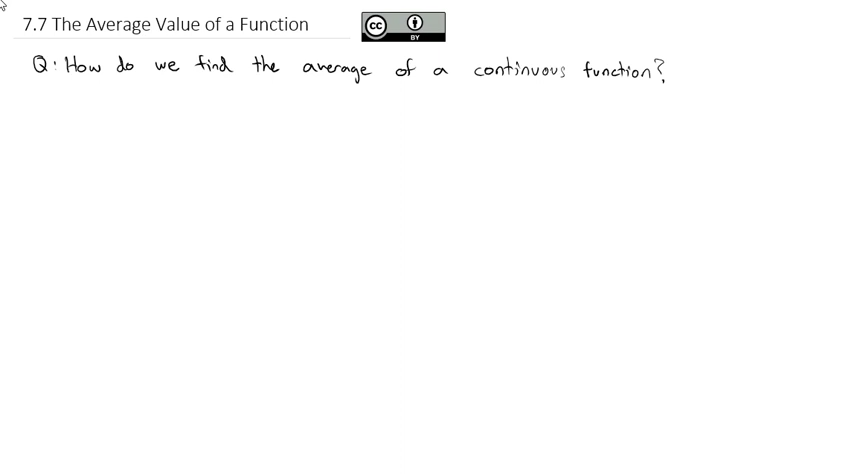 7.7 The Average Value of a Function
cc
BY
Q: How do we find the average of a continuous function?